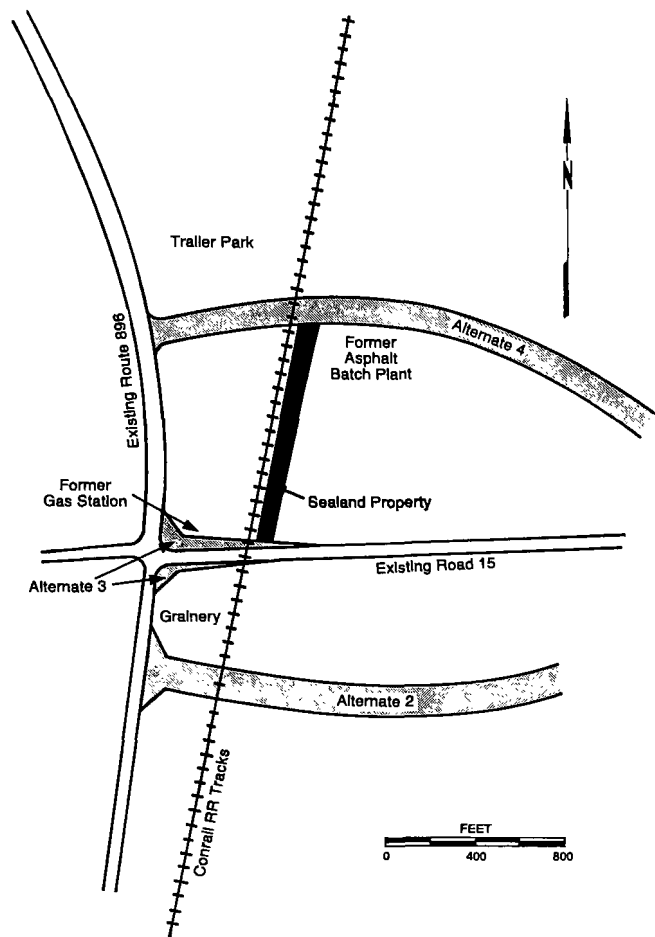 N
Trailer Park
Existing Route 896
Alternate 4
Former
Asphalt
Batch Plant
Former
Gas Station
Sealand Property
Existing Road 15
Alternate 3
Grainery
Alternate 2
Conrail RR Tracks
FEET
0 400 800